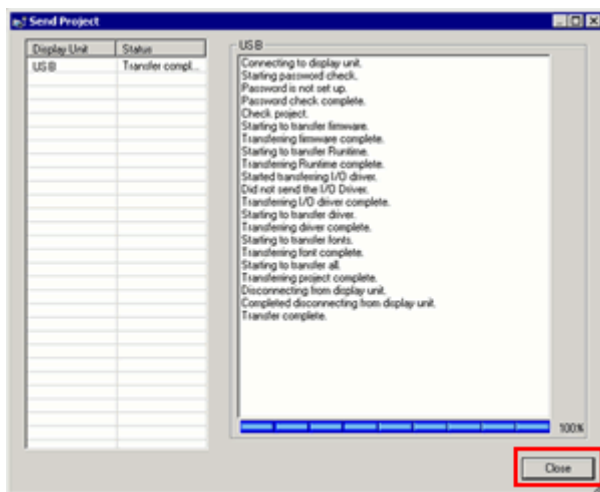 Send Project
Display Unit Status
USB Transfer compl...
USB
Connecting to display unit.
Starting password check.
Password is not set up.
Password check complete.
Check project.
Starting to transfer firmware.
Transferring firmware complete.
Starting to transfer Runtime.
Transferring Runtime complete.
Started transferring I/O driver.
Did not send the I/O Driver.
Transferring I/O driver complete.
Starting to transfer driver.
Transferring driver complete.
Starting to transfer fonts.
Transferring font complete.
Starting to transfer all.
Transferring project complete.
Disconnecting from display unit.
Completed disconnecting from display unit.
Transfer complete.
100%
Close